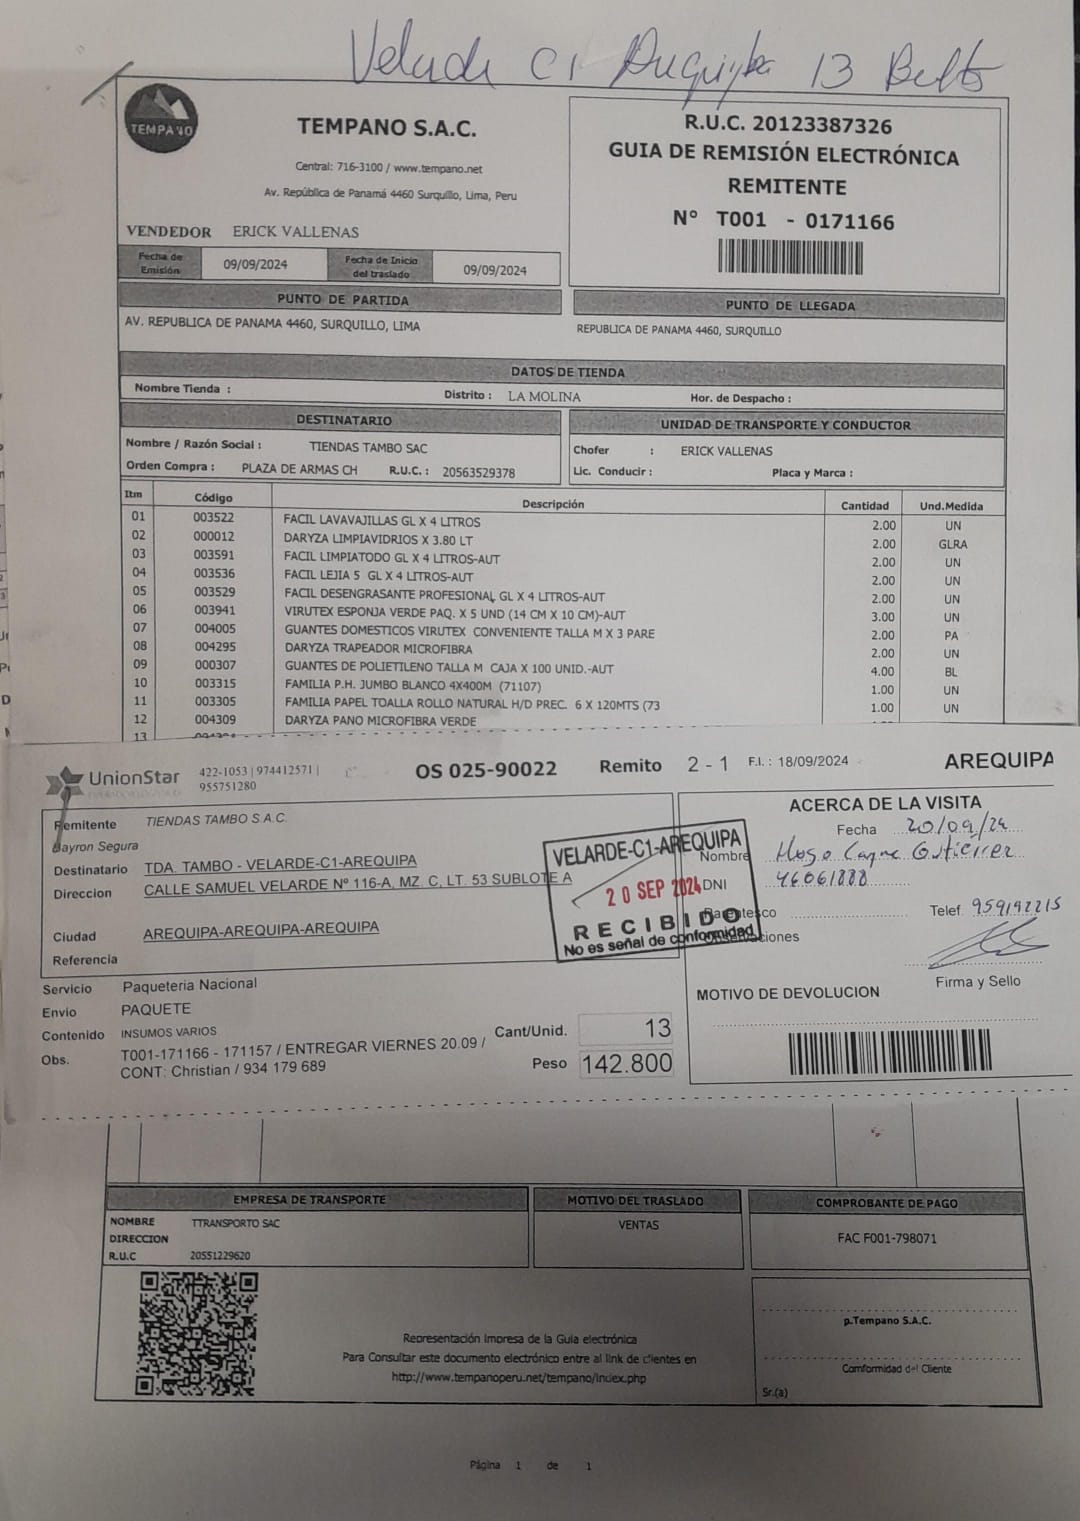 Velarde C1 Arequipa 13 Bultos
TEMPANO
TEMPANO S.A.C.
Central: 716-3100 / www.tempano.net
Av. República de Panamá 4460 Surquillo, Lima, Peru
R.U.C. 20123387326
GUIA DE REMISIÓN ELECTRÓNICA
REMITENTE
N° T001 - 0171166
VENDEDOR ERICK VALLENAS
Fecha de Emisión 09/09/2024 Fecha de Inicio del traslado 09/09/2024
PUNTO DE PARTIDA PUNTO DE LLEGADA
AV. REPUBLICA DE PANAMA 4460, SURQUILLO, LIMA REPUBLICA DE PANAMA 4460, SURQUILLO
DATOS DE TIENDA
Nombre Tienda : Distrito : LA MOLINA Hor. de Despacho :
DESTINATARIO UNIDAD DE TRANSPORTE Y CONDUCTOR
Nombre / Razón Social : TIENDAS TAMBO SAC Chofer : ERICK VALLENAS
Orden Compra : PLAZA DE ARMAS CH R.U.C. : 20563529378 Lic. Conducir : Placa y Marca :
Itm Código Descripción Cantidad Und.Medida
01 003522 FACIL LAVAVAJILLAS GL X 4 LITROS 2.00 UN
02 000012 DARYZA LIMPIAVIDRIOS X 3.80 LT 2.00 GLRA
03 003591 FACIL LIMPIATODO GL X 4 LITROS-AUT 2.00 UN
04 003536 FACIL LEJIA 5 GL X 4 LITROS-AUT 2.00 UN
05 003529 FACIL DESENGRASANTE PROFESIONAL GL X 4 LITROS-AUT 2.00 UN
06 003941 VIRUTEX ESPONJA VERDE PAQ. X 5 UND (14 CM X 10 CM)-AUT 3.00 UN
07 004005 GUANTES DOMESTICOS VIRUTEX CONVENIENTE TALLA M X 3 PARE 2.00 PA
08 004295 DARYZA TRAPEADOR MICROFIBRA 2.00 UN
09 000307 GUANTES DE POLIETILENO TALLA M CAJA X 100 UNID.-AUT 4.00 BL
10 003315 FAMILIA P.H. JUMBO BLANCO 4X400M (71107) 1.00 UN
11 003305 FAMILIA PAPEL TOALLA ROLLO NATURAL H/D PREC. 6 X 120MTS (73 1.00 UN
12 004309 DARYZA PANO MICROFIBRA VERDE
13
UnionStar 422-1053 | 974412571 |
955751280
OS 025-90022 Remito 2 - 1 F.I. : 18/09/2024 AREQUIPA
Remitente TIENDAS TAMBO S.A.C.
Bayron Segura
Destinatario TDA. TAMBO - VELARDE-C1-AREQUIPA
Direccion CALLE SAMUEL VELARDE Nº 116-A, MZ. C, LT. 53 SUBLOTE A
Ciudad AREQUIPA-AREQUIPA-AREQUIPA
Referencia
VELARDE-C1-AREQUIPA
20 SEP 2024
RECIBIDO
No es señal de conformidad
ACERCA DE LA VISITA
Fecha 20/09/24
Nombre Hugo Gutierrez
DNI 46061888
Parentesco Telef. 959192215
Observaciones
Firma y Sello
MOTIVO DE DEVOLUCION
Servicio Paqueteria Nacional
Envio PAQUETE
Contenido INSUMOS VARIOS Cant/Unid. 13
Obs. T001-171166 - 171157 / ENTREGAR VIERNES 20.09 /
CONT: Christian / 934 179 689 Peso 142.800
EMPRESA DE TRANSPORTE MOTIVO DEL TRASLADO COMPROBANTE DE PAGO
NOMBRE TTRANSPORTO SAC VENTAS FAC F001-798071
DIRECCION
R.U.C 20551229620
p.Tempano S.A.C.
Representación impresa de la Guia electrónica
Para Consultar este documento electrónico entre al link de clientes en
http://www.tempanoperu.net/tempano/index.php
Comformidad del Cliente
Sr.(a)
Página 1 de 1